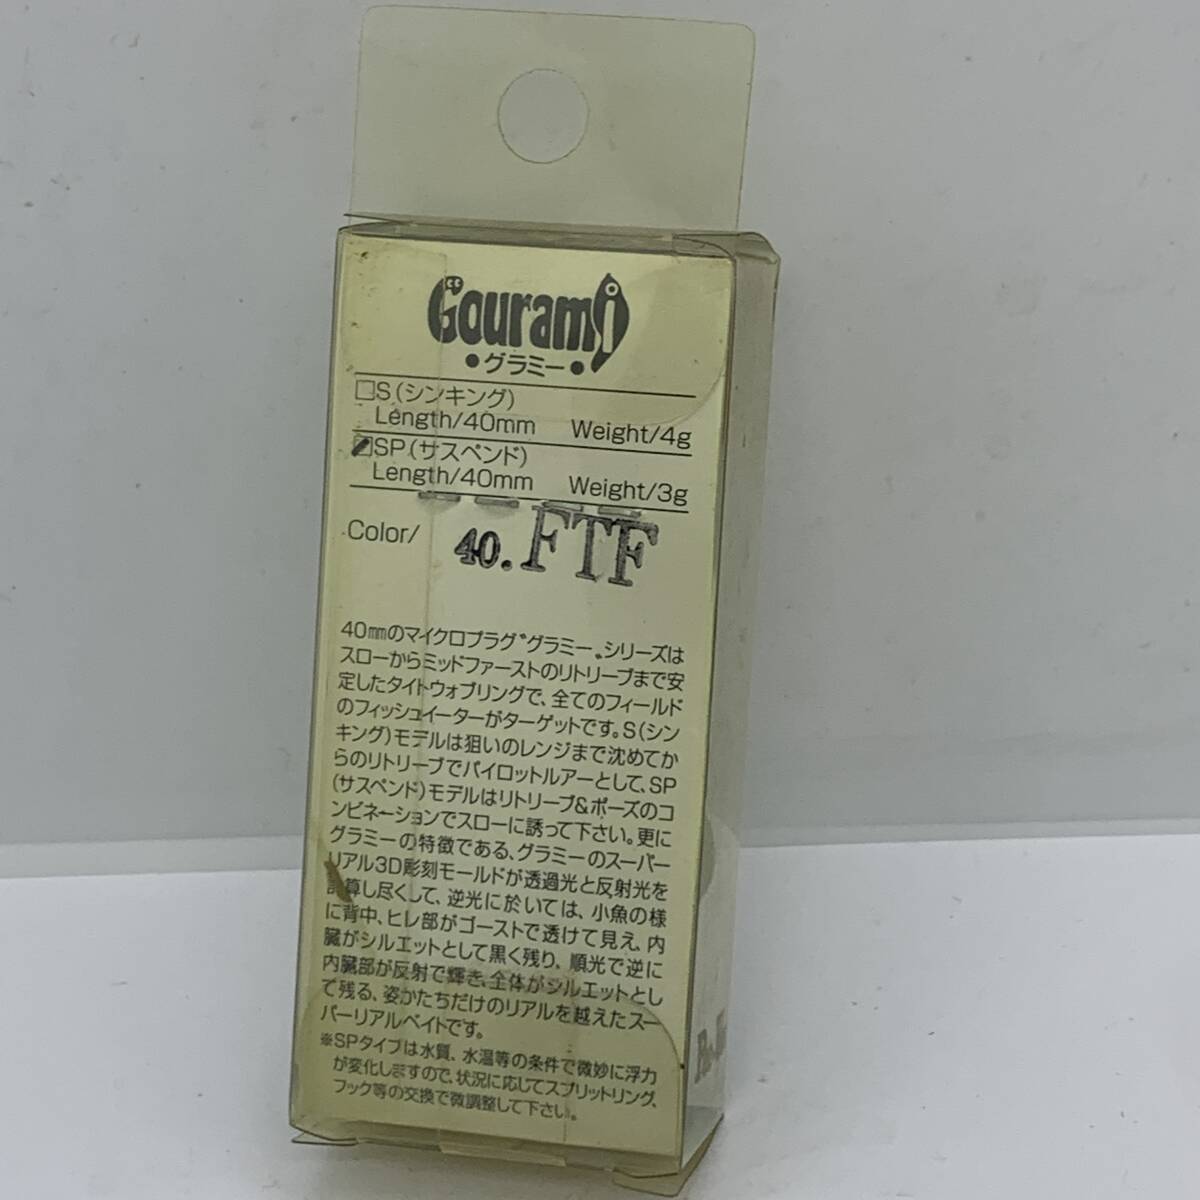 Gourami
・グラミー・
□S(シンキング)
Length/40mm Weight/4g
☑SP(サスペンド)
Length/40mm Weight/3g
Color/ 40.FTF
40㎜のマイクロプラグ〝グラミー〟シリーズは
スローからミッドファーストのリトリーブまで安
定したタイトウォブリングで、全てのフィールド
のフィッシュイーターがターゲットです。S(シン
キング)モデルは狙いのレンジまで沈めてか
らのリトリーブでパイロットルアーとして、SP
(サスペンド)モデルはリトリーブ&ポーズのコ
ンビネーションでスローに誘って下さい。更に
グラミーの特徴である、グラミーのスーパー
リアル3D彫刻モールドが透過光と反射光を
計算し尽くして、逆光に於いては、小魚の様
に背中、ヒレ部がゴーストで透けて見え、内
臓がシルエットとして黒く残り、順光で逆に
内臓部が反射で輝き、全体がシルエットとし
て残る、姿かたちだけのリアルを越えたスー
パーリアルベイトです。
※SPタイプは水質、水温等の条件で微妙に浮力
が変化しますので、状況に応じてスプリットリング、
フック等の交換で微調整して下さい。